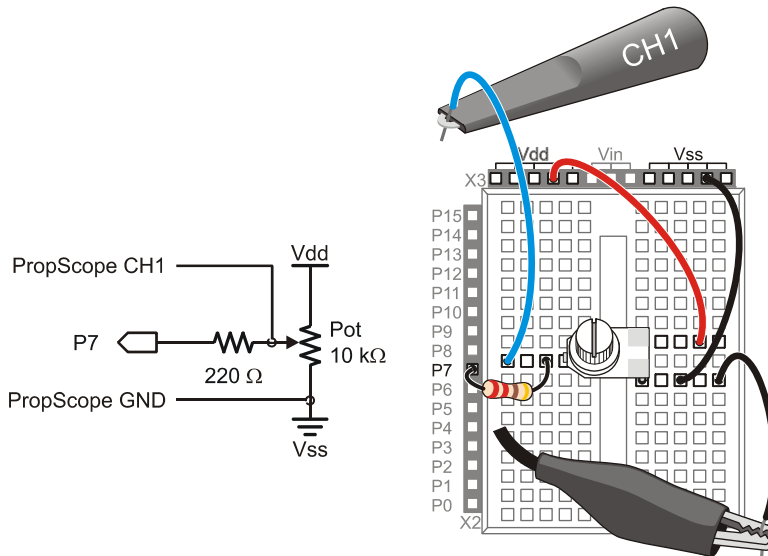 Vdd
PropScope CH1
P7
220 Ω
Pot
10 kΩ
PropScope GND
Vss
CH1
Vdd
Vin
Vss
X3
P15
P14
P13
P12
P11
P10
P9
P8
P7
P6
P5
P4
P3
P2
P1
P0
X2